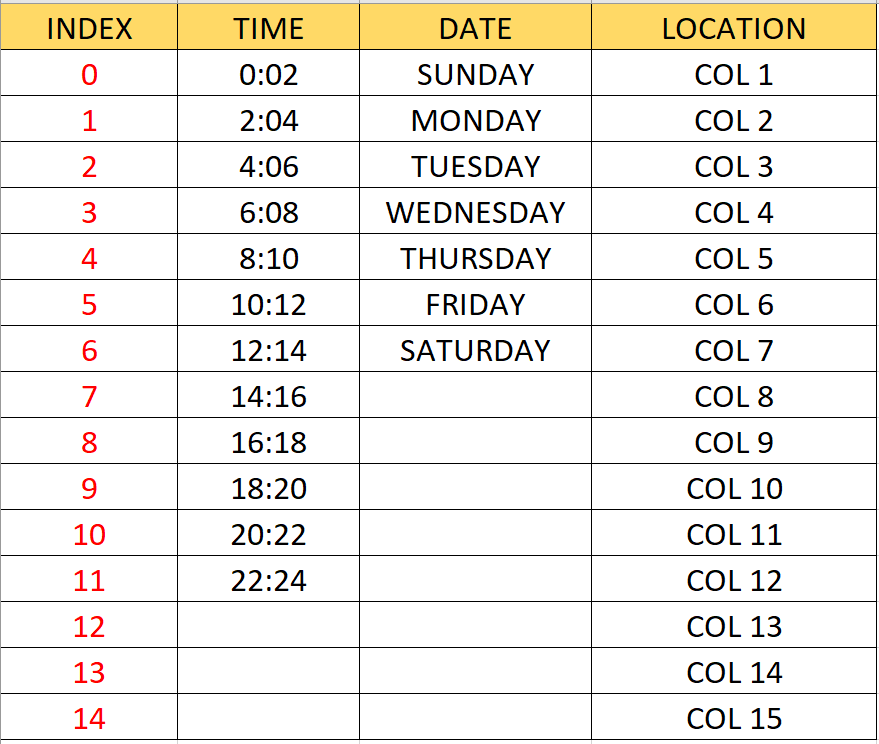 INDEX TIME DATE LOCATION
0 0:02 SUNDAY COL 1
1 2:04 MONDAY COL 2
2 4:06 TUESDAY COL 3
3 6:08 WEDNESDAY COL 4
4 8:10 THURSDAY COL 5
5 10:12 FRIDAY COL 6
6 12:14 SATURDAY COL 7
7 14:16 COL 8
8 16:18 COL 9
9 18:20 COL 10
10 20:22 COL 11
11 22:24 COL 12
12 COL 13
13 COL 14
14 COL 15